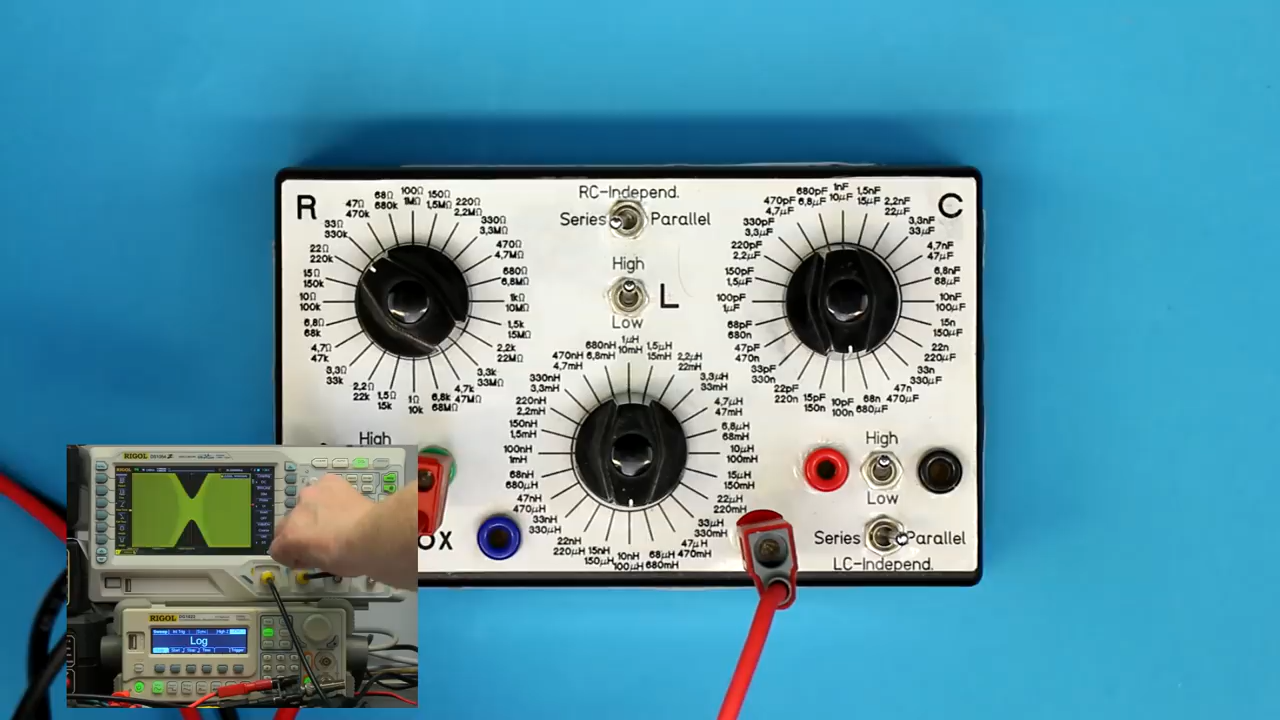 R
68Ω
680k
100Ω
1MΩ
150Ω
1,5MΩ
220Ω
2,2MΩ
330Ω
3,3MΩ
470Ω
4,7MΩ
680Ω
6,8MΩ
1kΩ
10MΩ
1,5k
15MΩ
2,2k
22MΩ
3,3k
33MΩ
4,7k
47MΩ
6,8k
68MΩ
1Ω
10k
1,5Ω
15k
2,2Ω
22k
3,3Ω
33k
4,7Ω
47k
6,8Ω
68k
10Ω
100k
15Ω
150k
22Ω
220k
33Ω
330k
47Ω
470k
RC-Independ.
Series Parallel
High
L
Low
680nH
6,8mH
1μH
10mH
1,5μH
15mH
2,2μH
22mH
3,3μH
33mH
4,7μH
47mH
6,8μH
68mH
10μH
100mH
15μH
150mH
22μH
220mH
33μH
330mH
47μH
470mH
68μH
680mH
10nH
100μH
15nH
150μH
22nH
220μH
33nH
330μH
47nH
470μH
68nH
680μH
100nH
1mH
150nH
1,5mH
220nH
2,2mH
330nH
3,3mH
470nH
4,7mH
C
680pF
6,8μF
1nF
10μF
1,5nF
15μF
2,2nF
22μF
3,3nF
33μF
4,7nF
47μF
6,8nF
68μF
10nF
100μF
15n
150μF
22n
220μF
33n
330μF
47n
470μF
68n
680μF
10pF
100n
15pF
150n
22pF
220n
33pF
330n
47pF
470n
68pF
680n
100pF
1μF
150pF
1,5μF
220pF
2,2μF
330pF
3,3μF
470pF
4,7μF
High
Low
Series Parallel
LC-Independ.
High
OX
RIGOL
RIGOL
Log